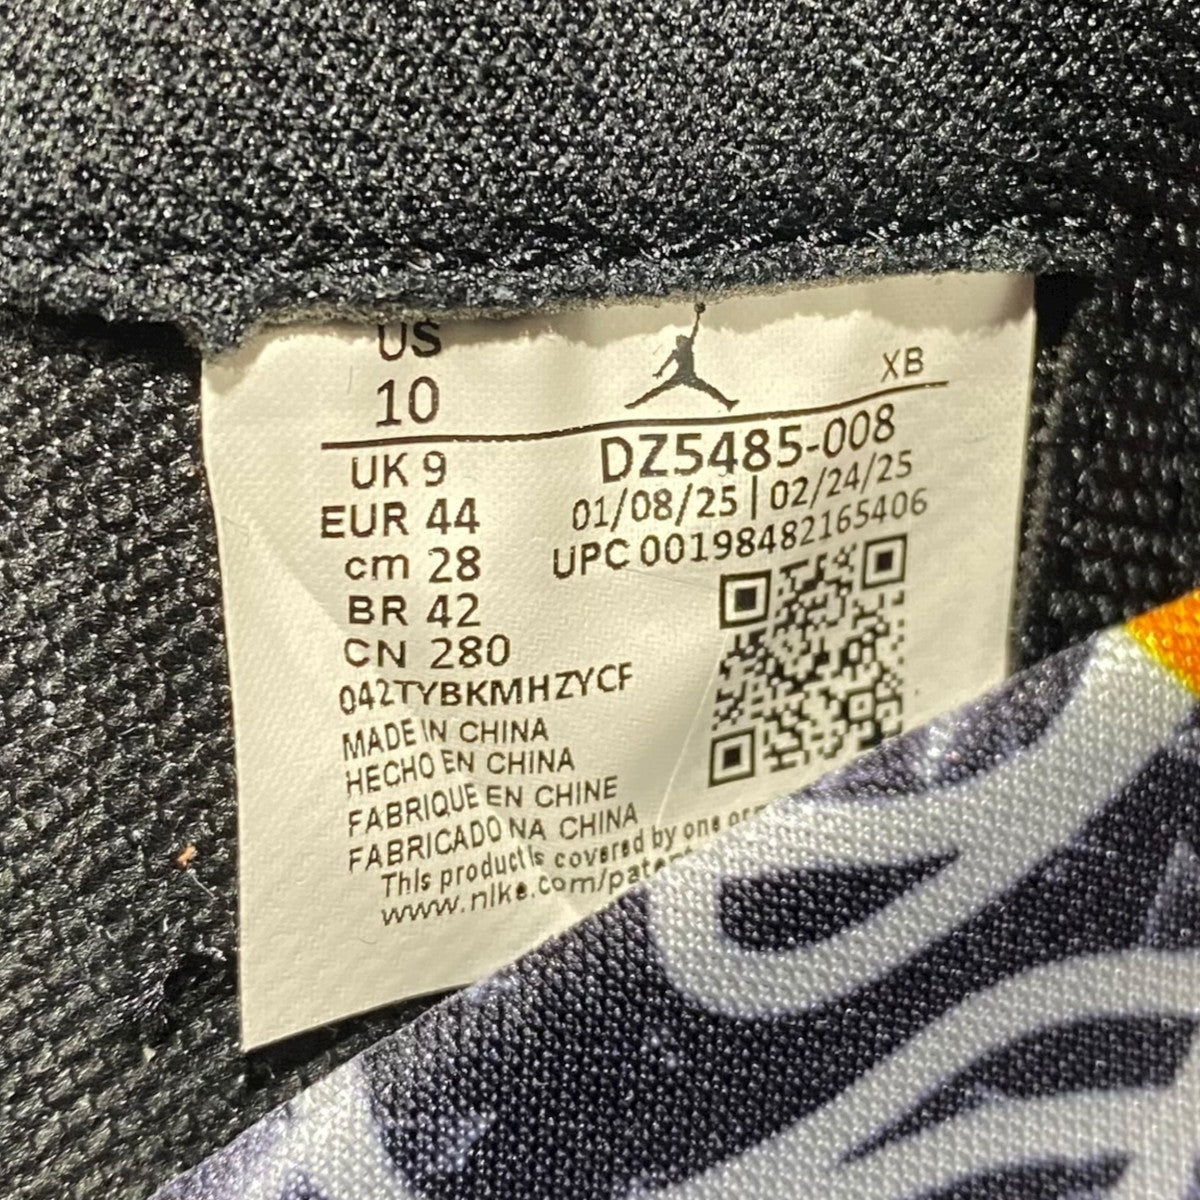 US
10
XB
UK 9
EUR 44
cm 28
BR 42
CN 280
DZ5485-008
01/08/25 | 02/24/25
UPC 00198482165406
042TYBKMHZYCF
MADE IN CHINA
HECHO EN CHINA
FABRIQUE EN CHINE
FABRICADO NA CHINA
This product is covered by one
www.nike.com/